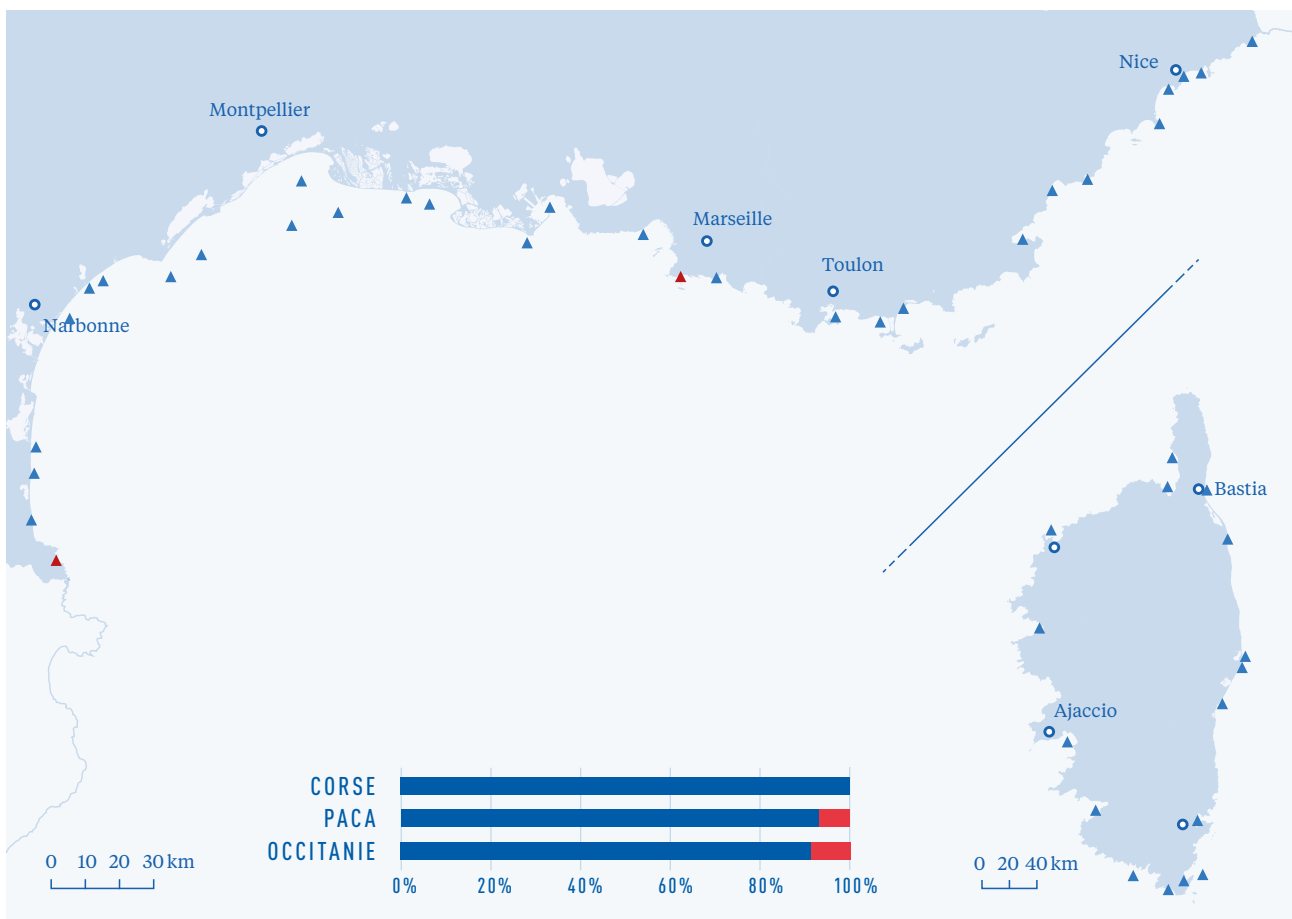 Nice
Montpellier
Marseille
Toulon
Narbonne
Bastia
Ajaccio
CORSE
PACA
OCCITANIE
0% 20% 40% 60% 80% 100%
0 10 20 30 km
0 20 40 km